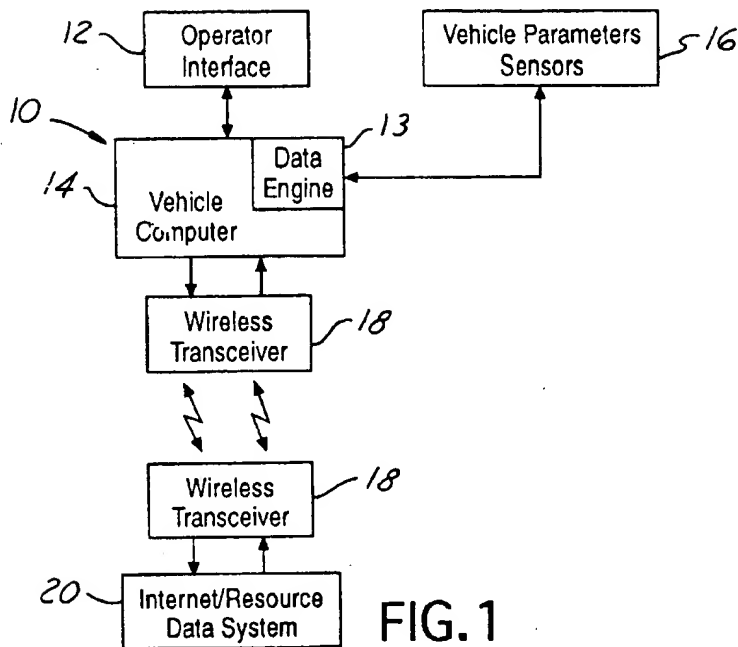 12
Operator
Interface
Vehicle Parameters
Sensors
16
10
13
14
Data
Engine
Vehicle
Computer
Wireless
Transceiver
18
Wireless
Transceiver
18
20
Internet/Resource
Data System
FIG.1